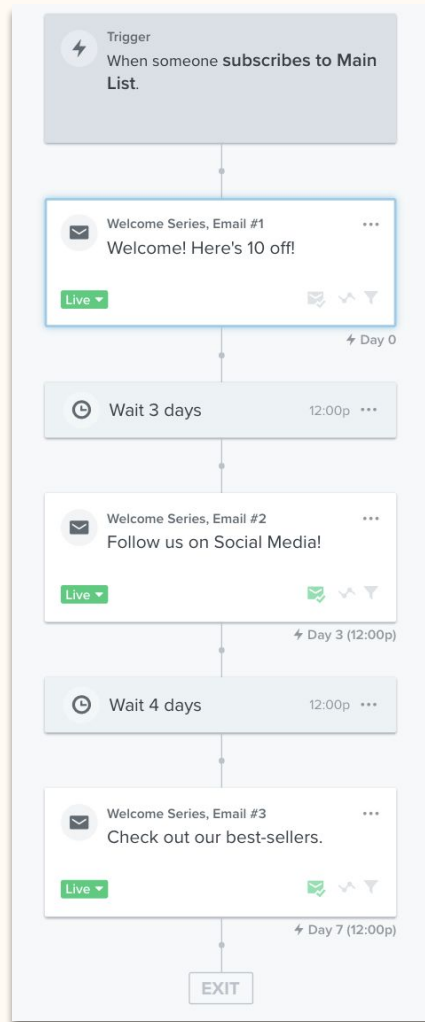 Trigger
When someone subscribes to Main
List.
Welcome Series, Email #1
Welcome! Here's 10 off!
Live
Day 0
Wait 3 days
12:00p
Welcome Series, Email #2
Follow us on Social Media!
Live
Day 3 (12:00p)
Wait 4 days
12:00p
Welcome Series, Email #3
Check out our best-sellers.
Live
Day 7 (12:00p)
EXIT